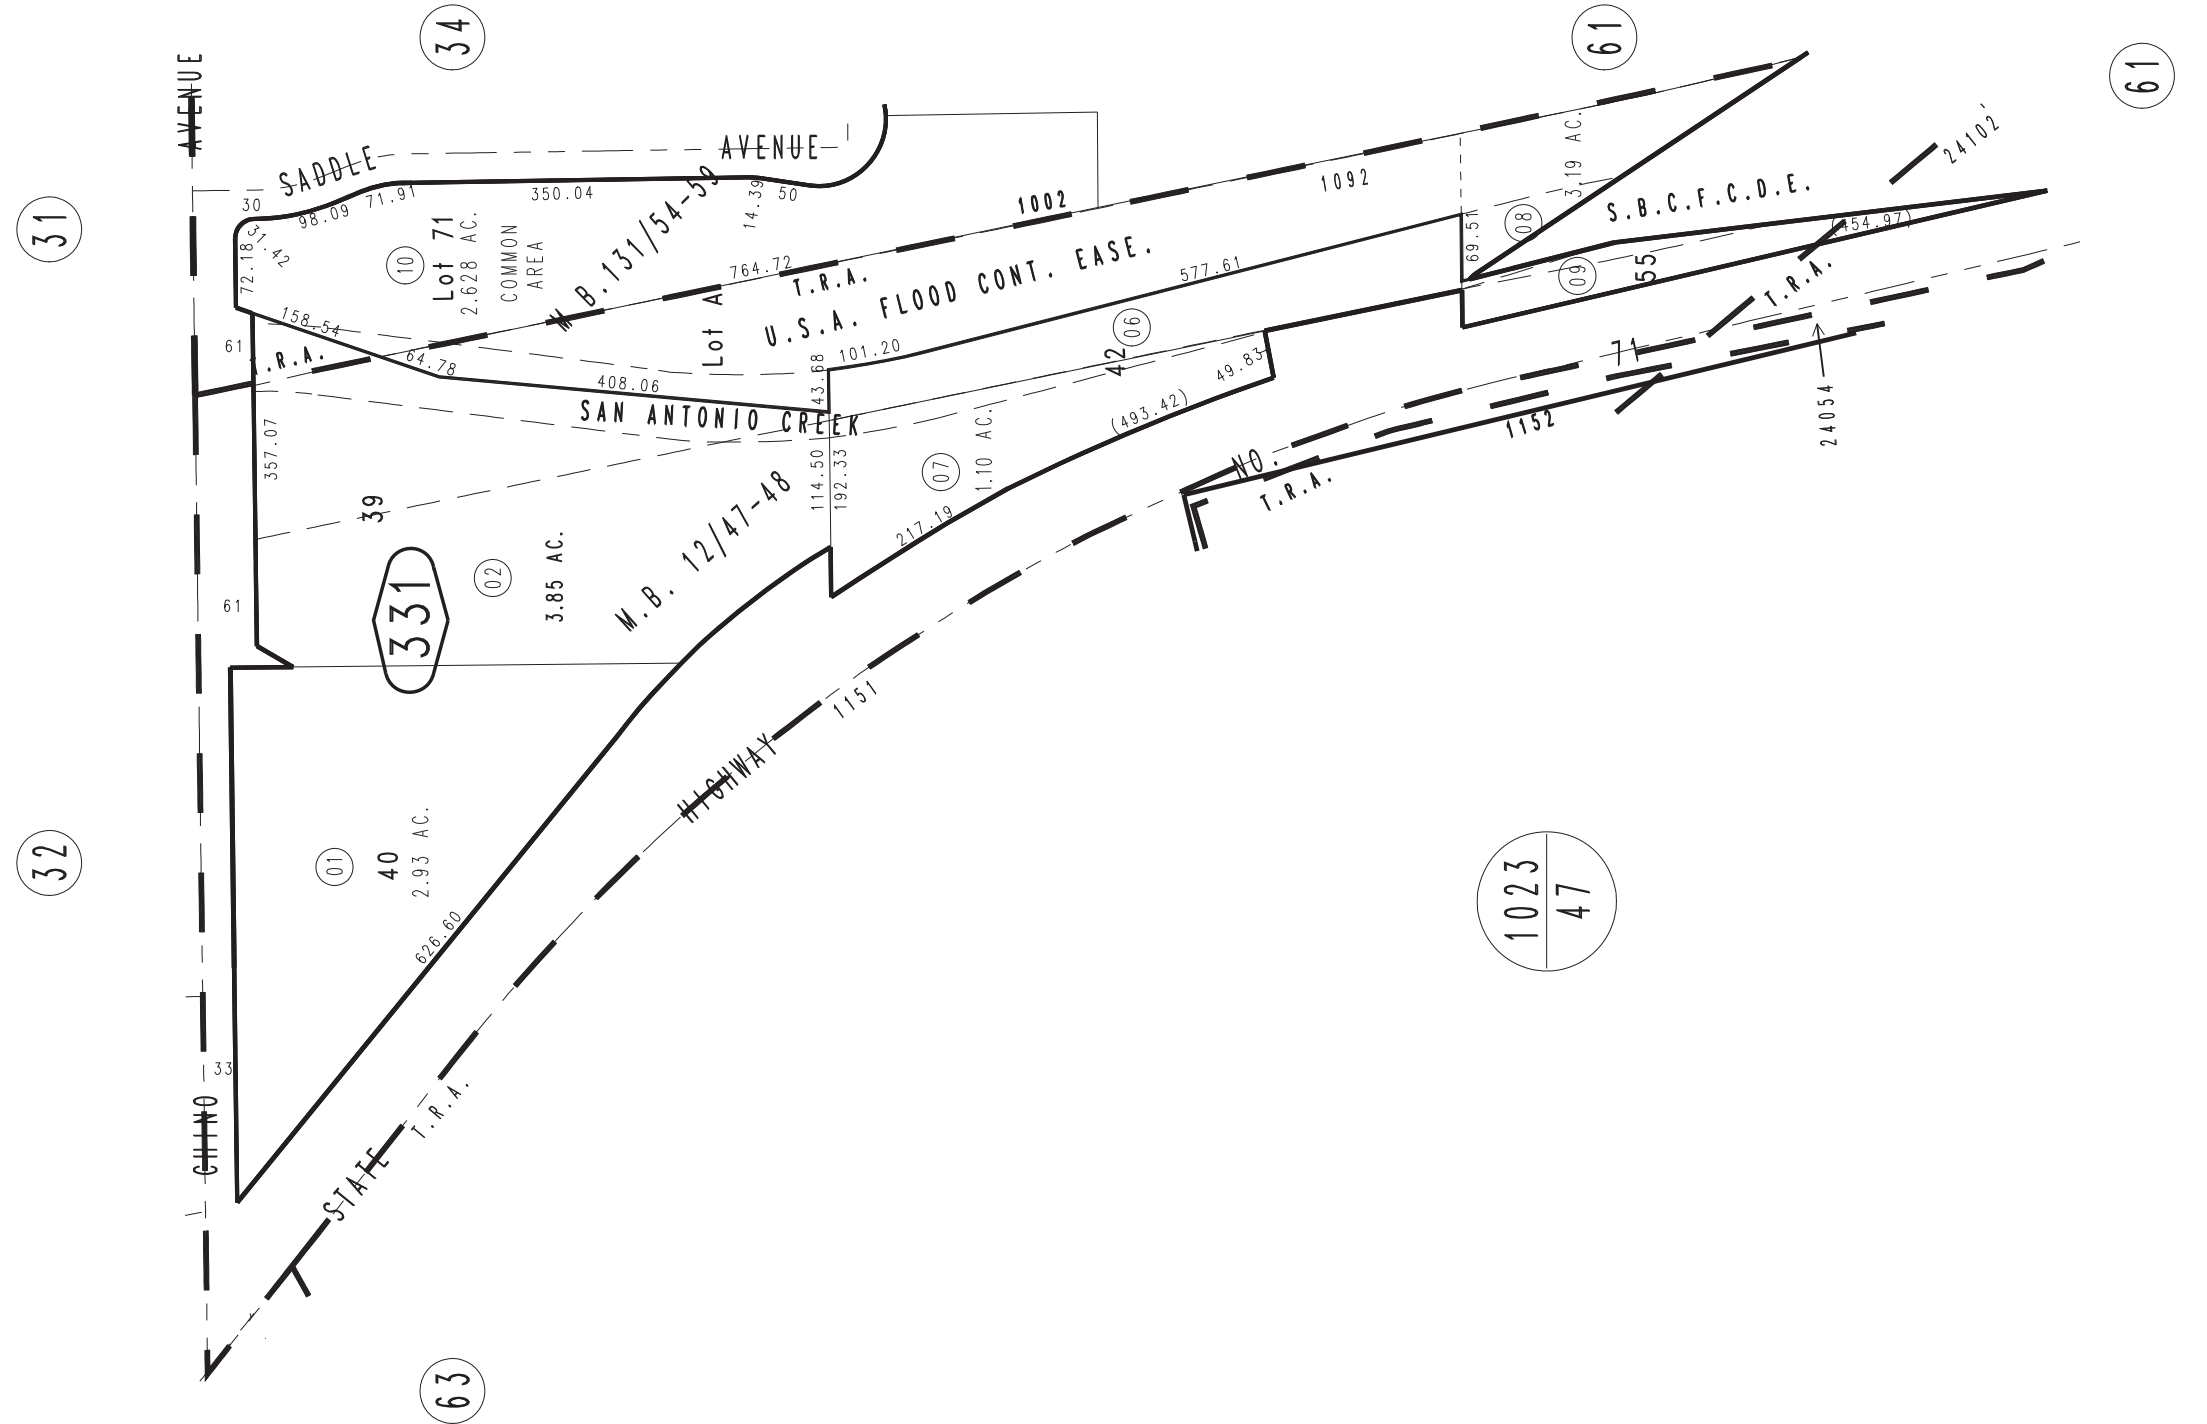 34
61
61
AVENUE
SADDLE
AVENUE
31
30
98.09
71.91
350.04
14.39
50
31.42
72.18
10
Lot 71
2.628 AC.
COMMON
AREA
M.B.131/54-59
1002
1092
3.19 AC.
08
S.B.C.F.C.D.E.
24102
(454.97)
764.72
T.R.A.
Lot A
U.S.A. FLOOD CONT. EASE.
577.61
69.51
09
55
T.R.A.
158.54
61
T.R.A.
64.78
408.06
43.68
101.20
06
42
49.83
71
24054
SAN ANTONIO CREEK
(493.42)
1152
357.07
114.50
192.33
07
1.10 AC.
NO.
T.R.A.
39
M.B. 12/47-48
217.19
331
02
3.85 AC.
61
1151
HIGHWAY
32
01
40
2.93 AC.
626.60
1023
47
33
CHINO
T.R.A.
STATE
63